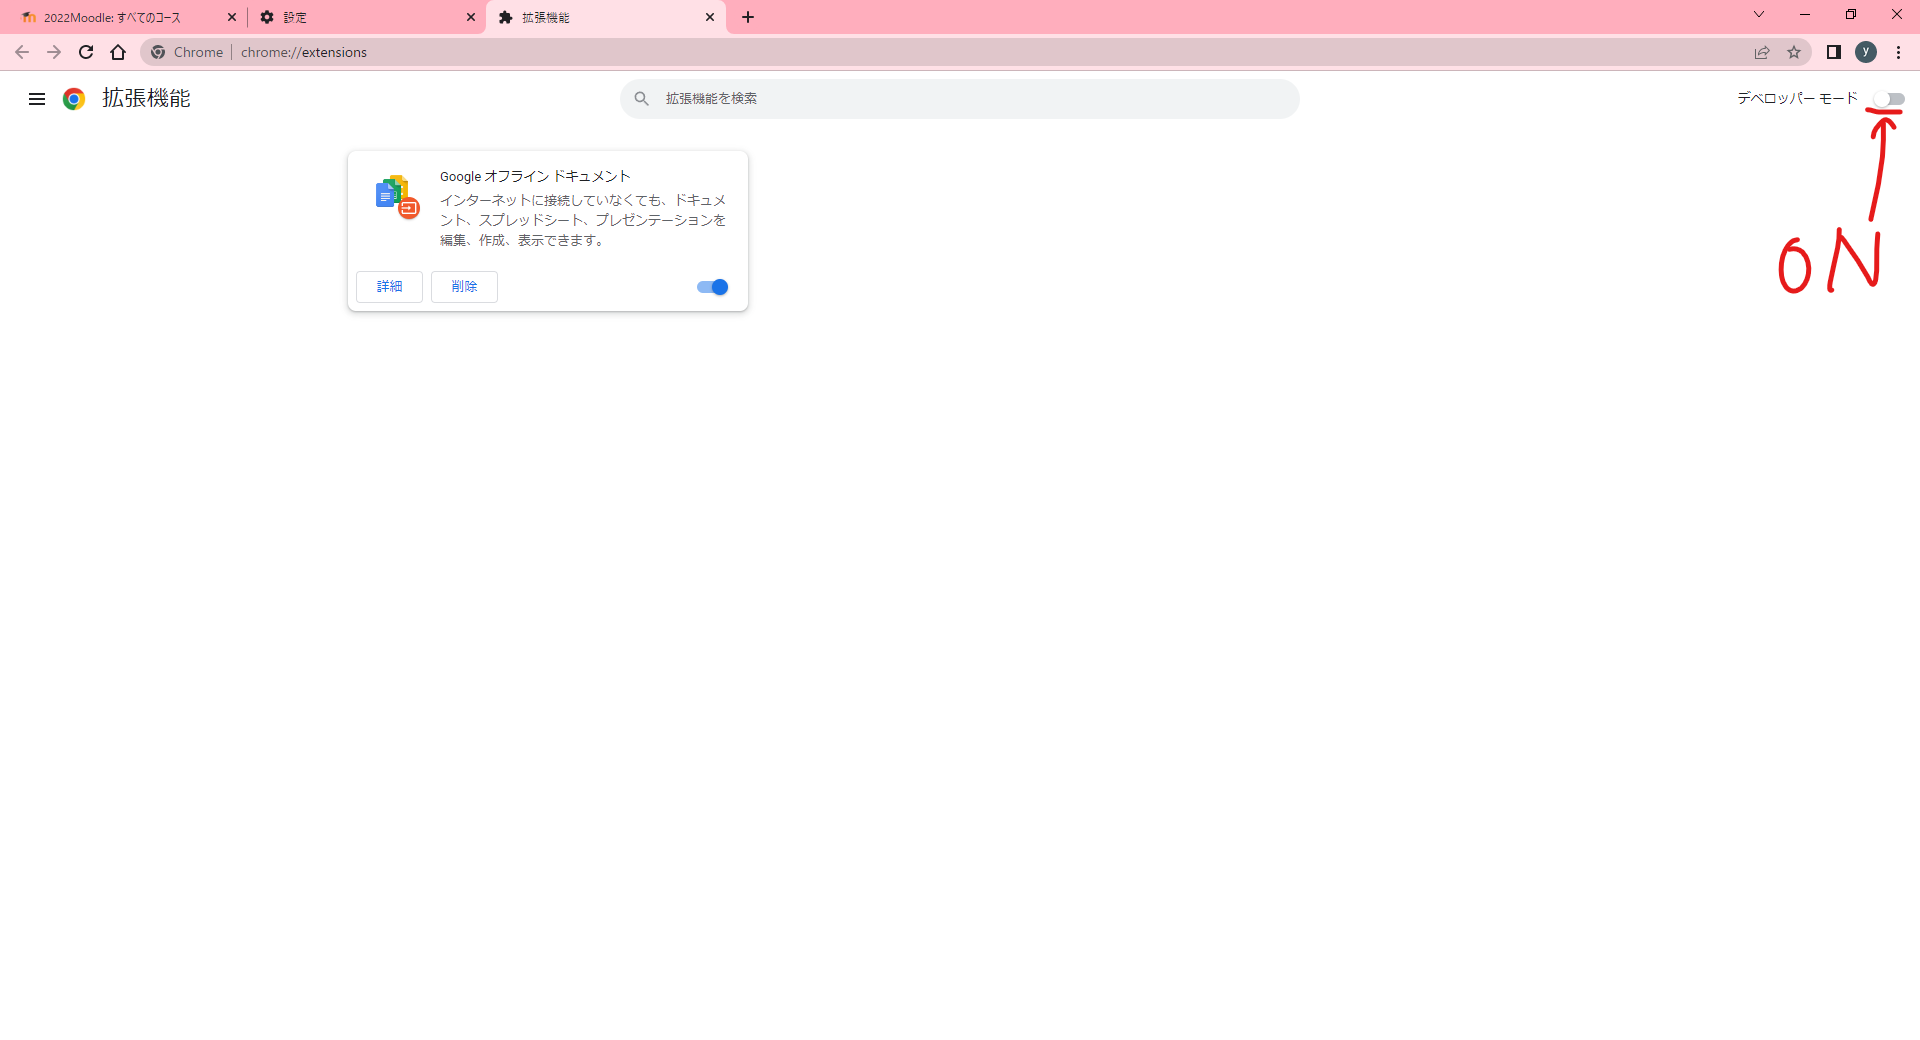 2022Moodle: すべてのコース
設定
拡張機能
Chrome
chrome://extensions
y
拡張機能
拡張機能を検索
デベロッパー モード
ON
Google オフライン ドキュメント
インターネットに接続していなくても、ドキュメ
ント、スプレッドシート、プレゼンテーションを
編集、作成、表示できます。
詳細
削除